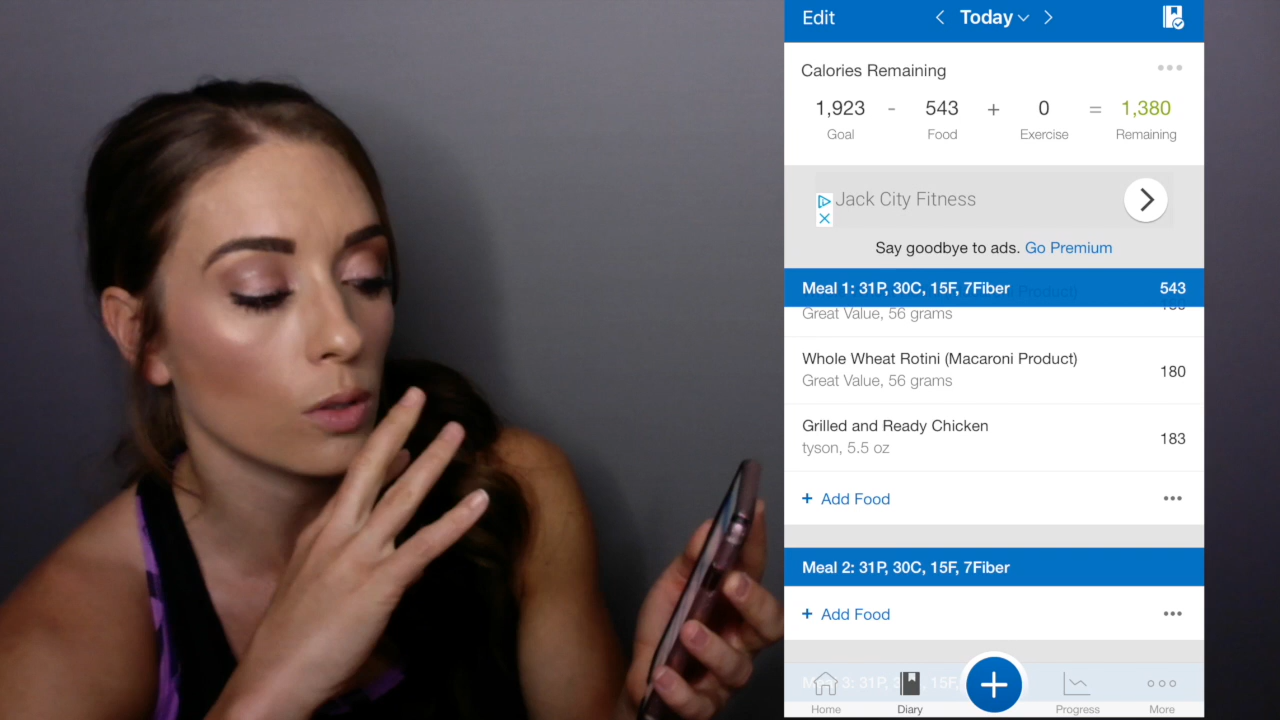 Edit
Today
Calories Remaining
1,923 - 543 + 0 = 1,380
Goal Food Exercise Remaining
Jack City Fitness
Say goodbye to ads. Go Premium
Meal 1: 31P, 30C, 15F, 7Fiber 543
Great Value, 56 grams
Whole Wheat Rotini (Macaroni Product)
Great Value, 56 grams
180
Grilled and Ready Chicken
tyson, 5.5 oz
183
+ Add Food
Meal 2: 31P, 30C, 15F, 7Fiber
+ Add Food
Home Diary + Progress More